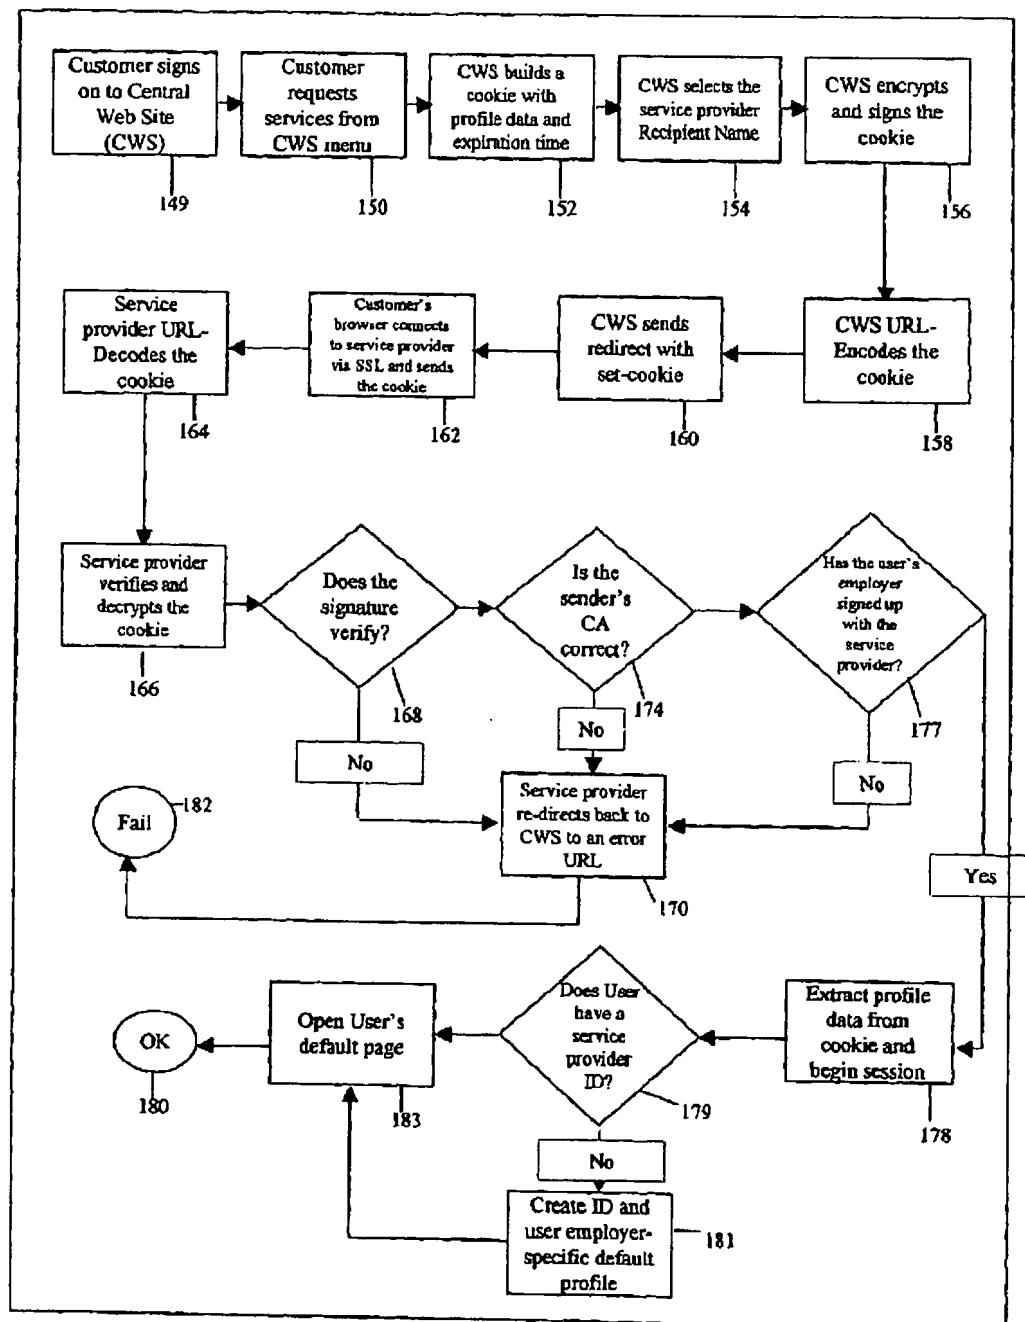 Customer signs
on to Central
Web Site
(CWS)
149
Customer
requests
services from
CWS menu
150
CWS builds a
cookie with
profile data and
expiration time
152
CWS selects the
service provider
Recipient Name
154
CWS encrypts
and signs the
cookie
156
CWS URL-
Encodes the
cookie
158
CWS sends
redirect with
set-cookie
160
Customer's
browser connects
to service provider
via SSL and sends
the cookie
162
Service
provider URL-
Decodes the
cookie
164
Service provider
verifies and
decrypts the
cookie
166
Does the
signature
verify?
168
No
Is the
sender's
CA
correct?
174
No
Has the user's
employer
signed up
with the
service
provider?
177
No
Yes
Service provider
re-directs back to
CWS to an error
URL
170
Fail
182
Extract profile
data from
cookie and
begin session
178
Does User
have a
service
provider
ID?
179
No
Create ID and
user employer-
specific default
profile
181
Open User's
default page
183
OK
180